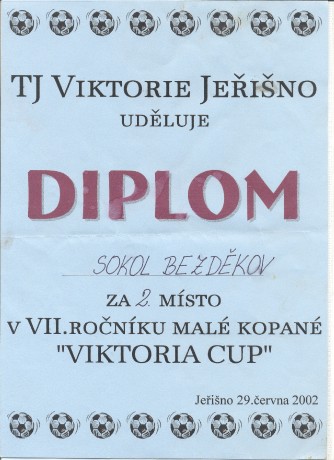 TJ VIKTORIE JEŘIŠNO
UDĚLUJE
DIPLOM
SOKOL BEZDĚKOV
ZA 2. MÍSTO
V VII.ROČNÍKU MALÉ KOPANÉ
"VIKTORIA CUP"
Jeřišno 29.června 2002